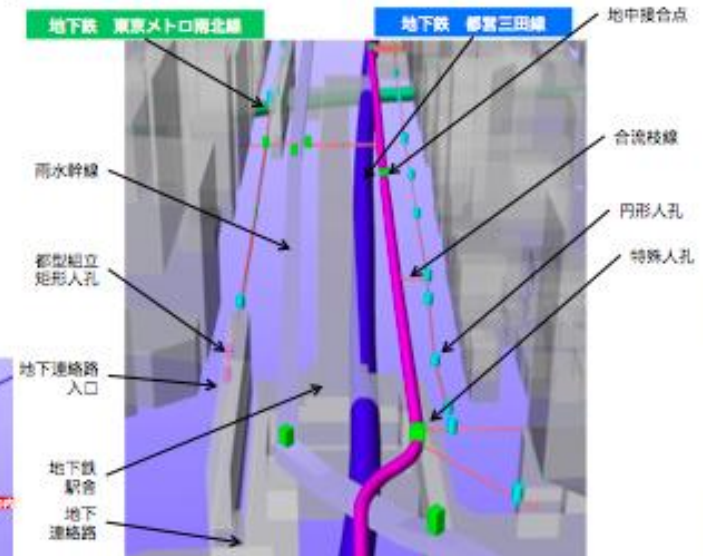 地下鉄 東京メトロ南北線
地下鉄 都営三田線
地中接合点
合流枝線
雨水幹線
円形人孔
特殊人孔
都型組立
矩形人孔
地下連絡路
入口
地下鉄
駅舎
地下
連絡路